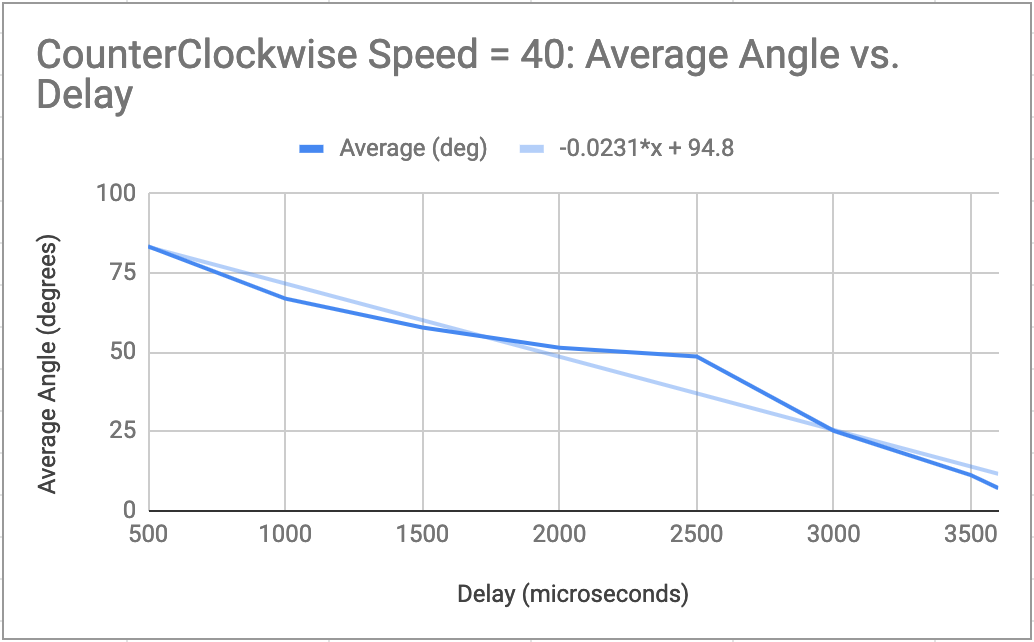 CounterClockwise Speed = 40: Average Angle vs.
Delay
Average (deg)
-0.0231*x + 94.8
Average Angle (degrees)
100
75
50
25
0
500 1000 1500 2000 2500 3000 3500
Delay (microseconds)